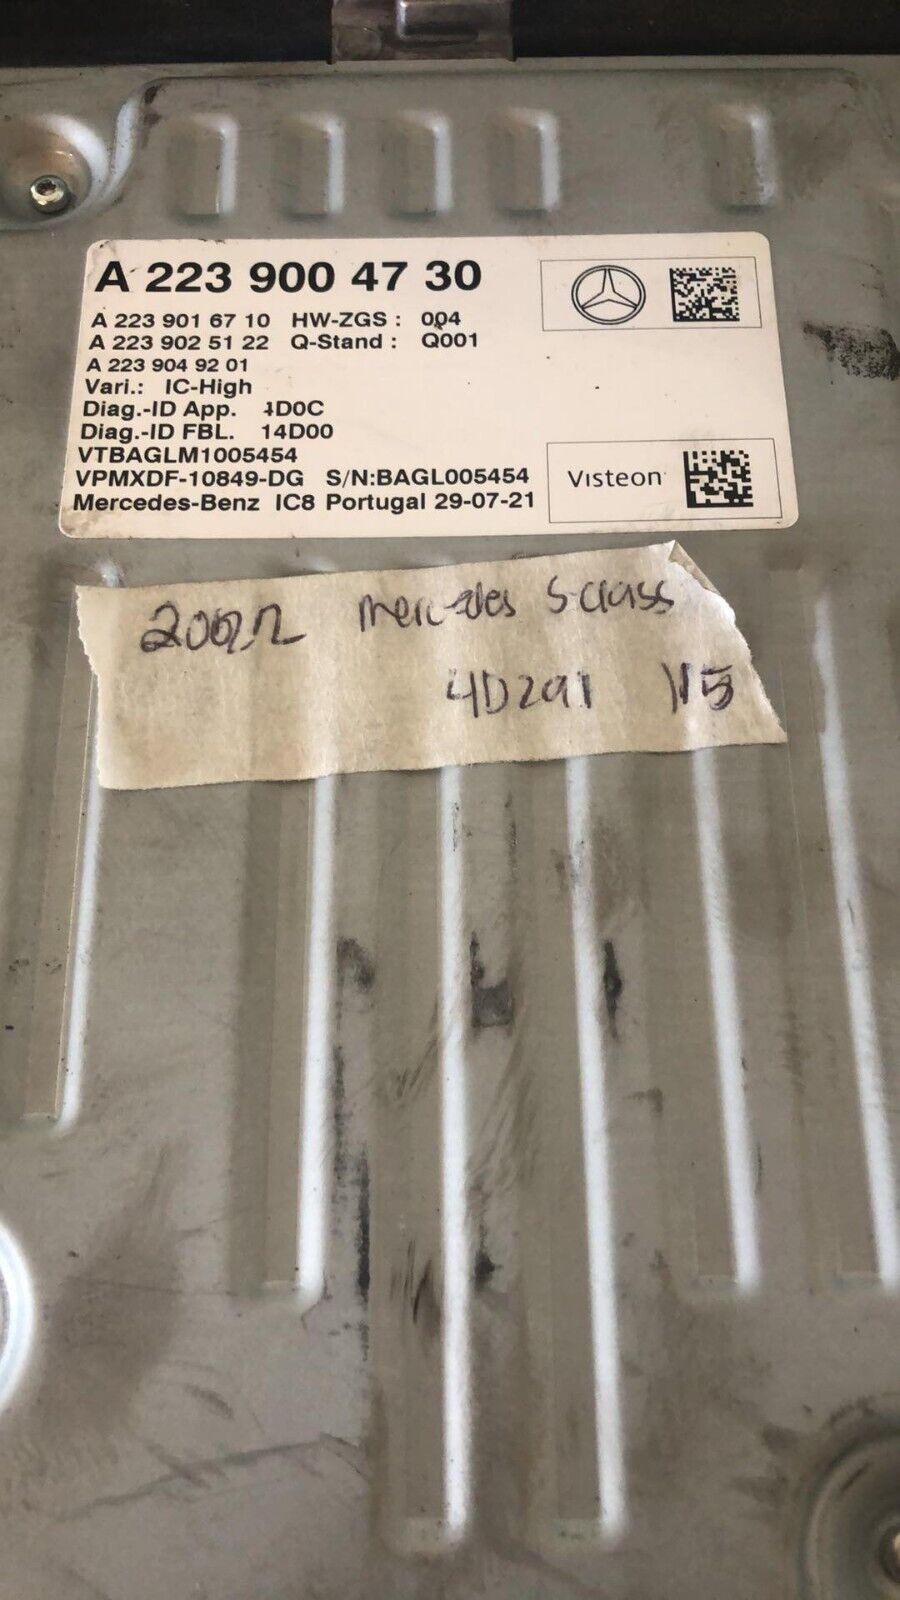 A 223 900 47 30
A 223 901 67 10 HW-ZGS : 004
A 223 902 51 22 Q-Stand : Q001
A 223 904 92 01
Vari.: IC-High
Diag.-ID App. 4D0C
Diag.-ID FBL. 14D00
VTBAGLM1005454
VPMXDF-10849-DG S/N:BAGL005454
Mercedes-Benz IC8 Portugal 29-07-21
Visteon
mercedes S-class
4D291